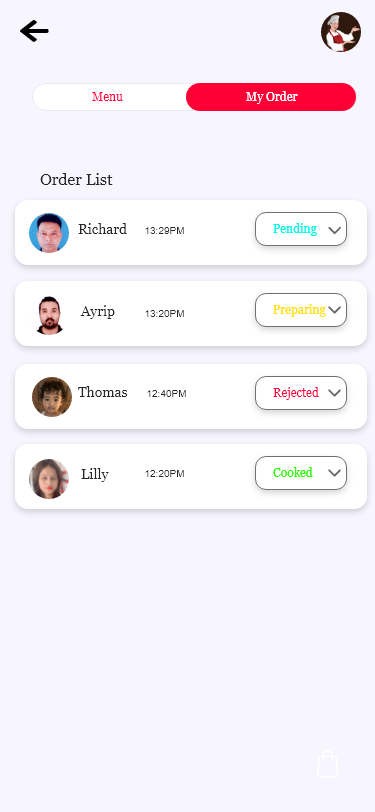 Menu
My Order
Order List
Richard 13:29PM Pending
Ayrip 13:20PM Preparing
Thomas 12:40PM Rejected
Lilly 12:20PM Cooked